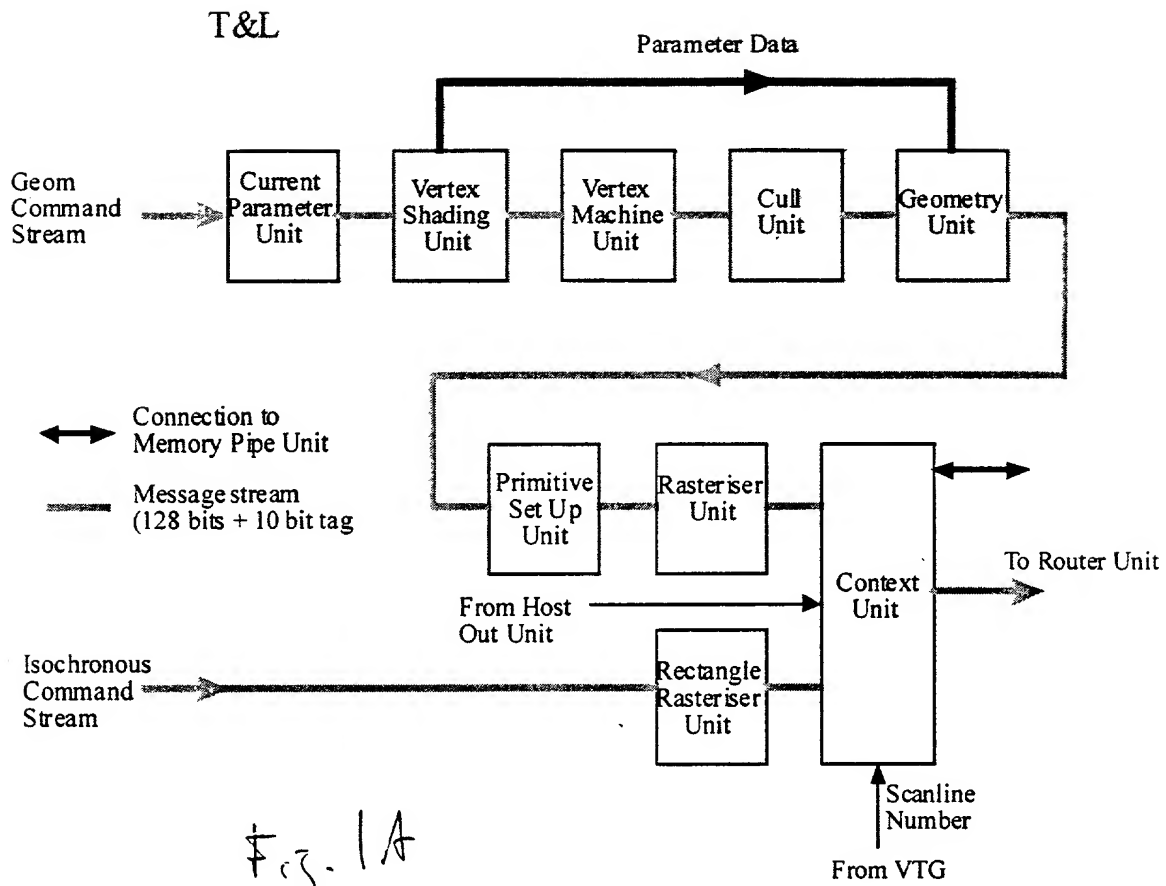 T&L
Parameter Data
Geom
Command
Stream
Current
Parameter
Unit
Vertex
Shading
Unit
Vertex
Machine
Unit
Cull Unit
Geometry
Unit
Connection to
Memory Pipe Unit
Message stream
(128 bits + 10 bit tag
Primitive
Set Up
Unit
Rasteriser
Unit
Context
Unit
To Router Unit
From Host
Out Unit
Isochronous
Command
Stream
Rectangle
Rasteriser
Unit
Scanline
Number
From VTG
Fig. 1A